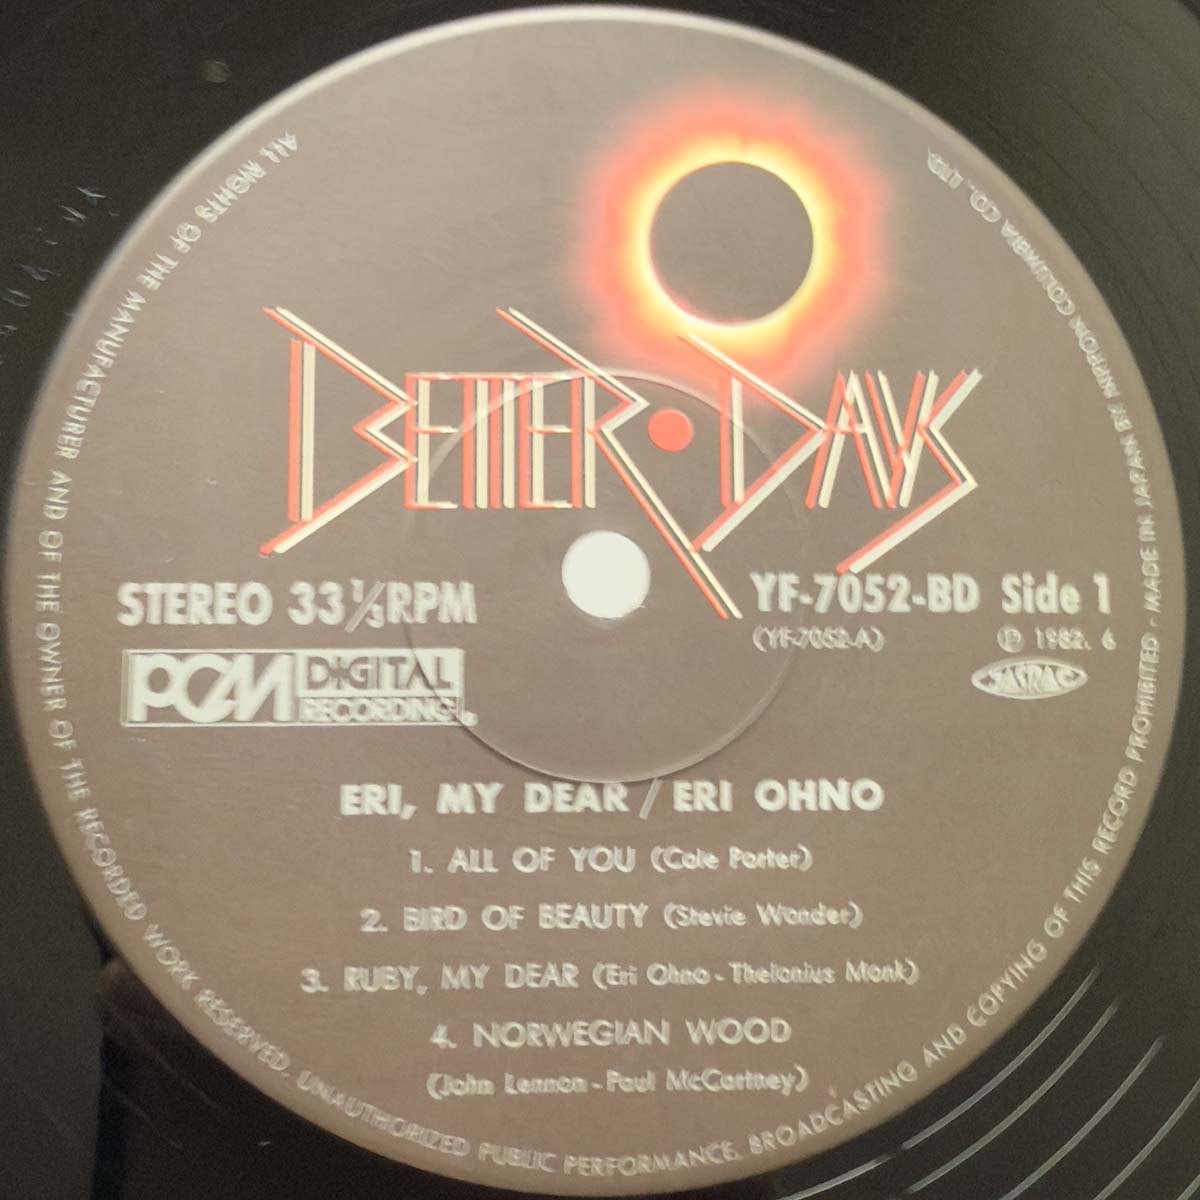 BETTER • DAYS
STEREO 33 1/3 RPM
YF-7052-BD Side 1
(YF-7052-A)
Ⓟ 1982. 6
JASRAC
PCM DIGITAL
RECORDING
ERI, MY DEAR / ERI OHNO
1. ALL OF YOU (Cole Porter)
2. BIRD OF BEAUTY (Stevie Wonder)
3. RUBY, MY DEAR (Eri Ohno - Thelonius Monk)
4. NORWEGIAN WOOD
(John Lennon - Paul McCartney)
ALL RIGHTS OF THE MANUFACTURER AND OF THE OWNER OF THE RECORDED WORK RESERVED. UNAUTHORIZED PUBLIC PERFORMANCE. BROADCASTING AND COPYING OF THIS RECORD PROHIBITED - MADE IN JAPAN BY NIPPON COLUMBIA CO., LTD.